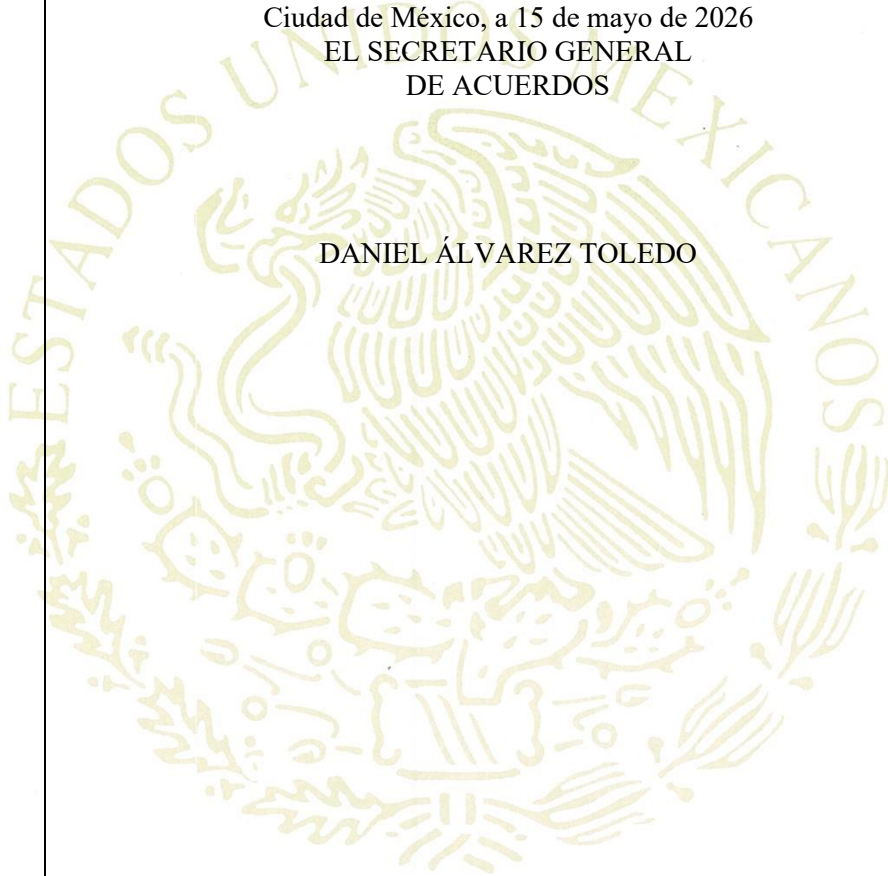 Ciudad de México, a 15 de mayo de 2026
EL SECRETARIO GENERAL
DE ACUERDOS
ESTADOS UNIDOS MEXICANOS
DANIEL ÁLVAREZ TOLEDO